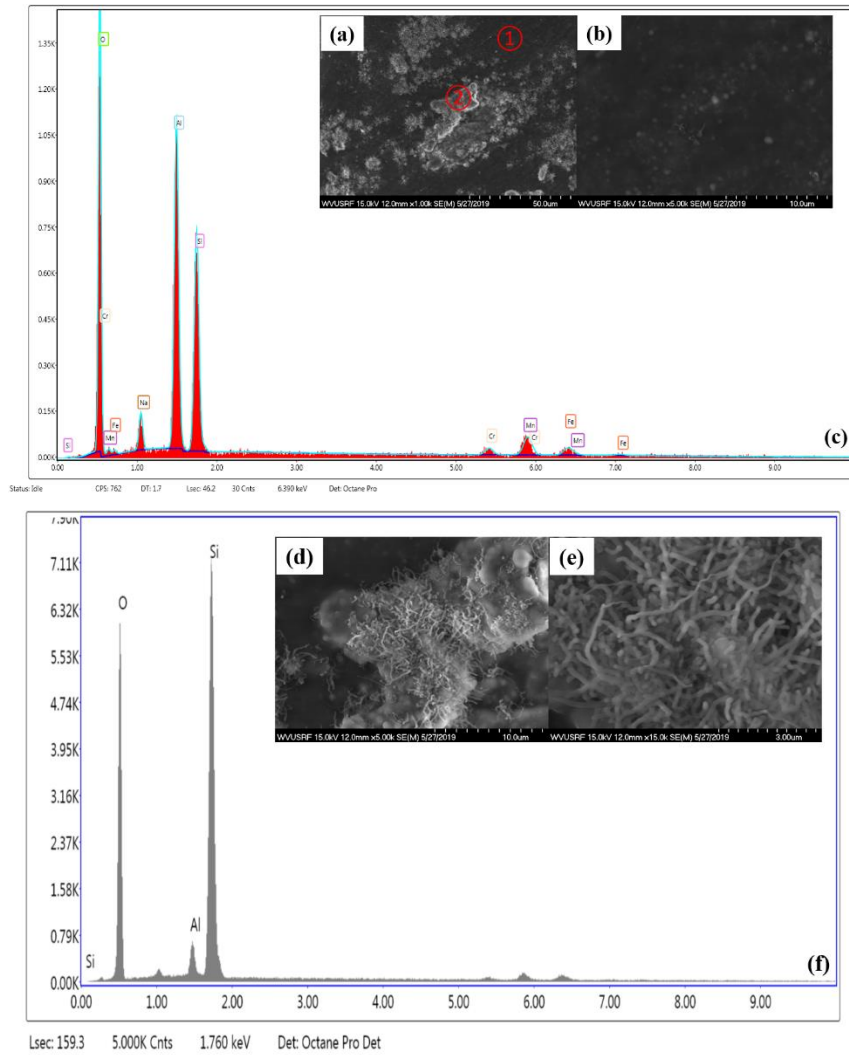 1.35K
1.20K
1.05K
0.90K
0.75K
0.60K
0.45K
0.30K
0.15K
0.00K
O
Cr
Si
Mn
Fe
Na
Al
Si
Cr
Mn
Cr
Fe
Mn
Fe
(a)
①
②
WVUSRF 15.0kV 12.0mm x1.00k SE(M) 5/27/2019 50.0um
(b)
WVUSRF 15.0kV 12.0mm x5.00k SE(M) 5/27/2019 10.0um
(c)
0.00 1.00 2.00 3.00 4.00 5.00 6.00 7.00 8.00 9.00
Status: Idle CPS: 762 DT: 1.7 Lsec: 46.2 30 Cnts 6.390 keV Det: Octane Pro
7.90K
7.11K
6.32K
5.53K
4.74K
3.95K
3.16K
2.37K
1.58K
0.79K
0.00K
Si
O
Al
Si
(d)
WVUSRF 15.0kV 12.0mm x5.00k SE(M) 5/27/2019 10.0um
(e)
WVUSRF 15.0kV 12.0mm x15.0k SE(M) 5/27/2019 3.00um
(f)
0.00 1.00 2.00 3.00 4.00 5.00 6.00 7.00 8.00 9.00
Lsec: 159.3 5.000K Cnts 1.760 keV Det: Octane Pro Det